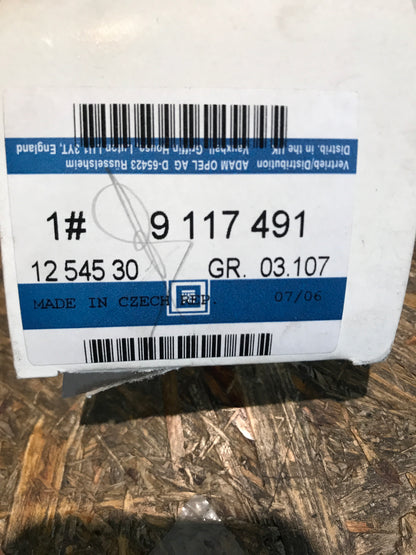 Vertrieb/Distribution ADAM OPEL AG D-65423 Rüsselsheim
Distrib. in the UK Vauxhall, Griffin House, Luton LU1 3YT, England
1# 9 117 491
12 545 30 GR. 03.107
MADE IN CZECH REP. 07/06